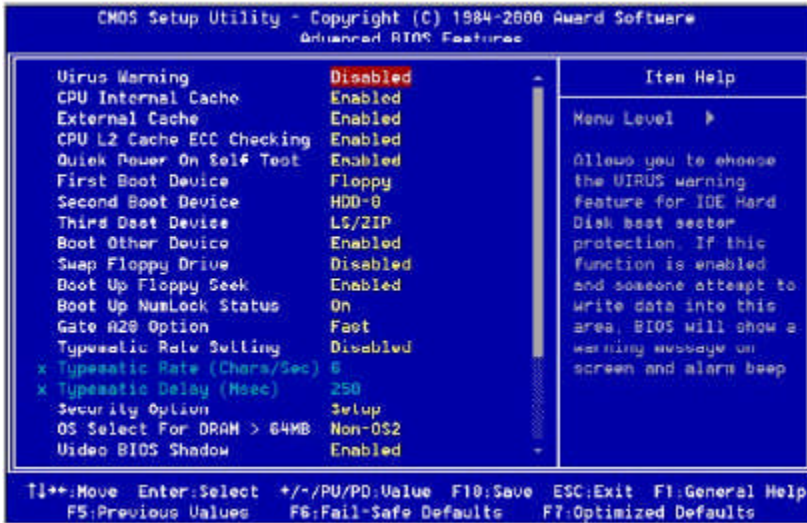 CMOS Setup Utility - Copyright (C) 1984-2000 Award Software
Advanced BIOS Features
Virus Warning Disabled
CPU Internal Cache Enabled
External Cache Enabled
CPU L2 Cache ECC Checking Enabled
Quick Power On Self Test Enabled
First Boot Device Floppy
Second Boot Device HDD-0
Third Boot Device LS/ZIP
Boot Other Device Enabled
Swap Floppy Drive Disabled
Boot Up Floppy Seek Enabled
Boot Up NumLock Status On
Gate A20 Option Fast
Typematic Rate Setting Disabled
x Typematic Rate (Chars/Sec) 6
x Typematic Delay (Msec) 250
Security Option Setup
OS Select For DRAM > 64MB Non-OS2
Video BIOS Shadow Enabled
Item Help
Menu Level ▶
Allows you to choose
the VIRUS warning
feature for IDE Hard
Disk boot sector
protection. If this
function is enabled
and someone attempt to
write data into this
area, BIOS will show a
warning message on
screen and alarm beep
↑↓→←:Move Enter:Select +/-/PU/PD:Value F10:Save ESC:Exit F1:General Help
F5:Previous Values F6:Fail-Safe Defaults F7:Optimized Defaults